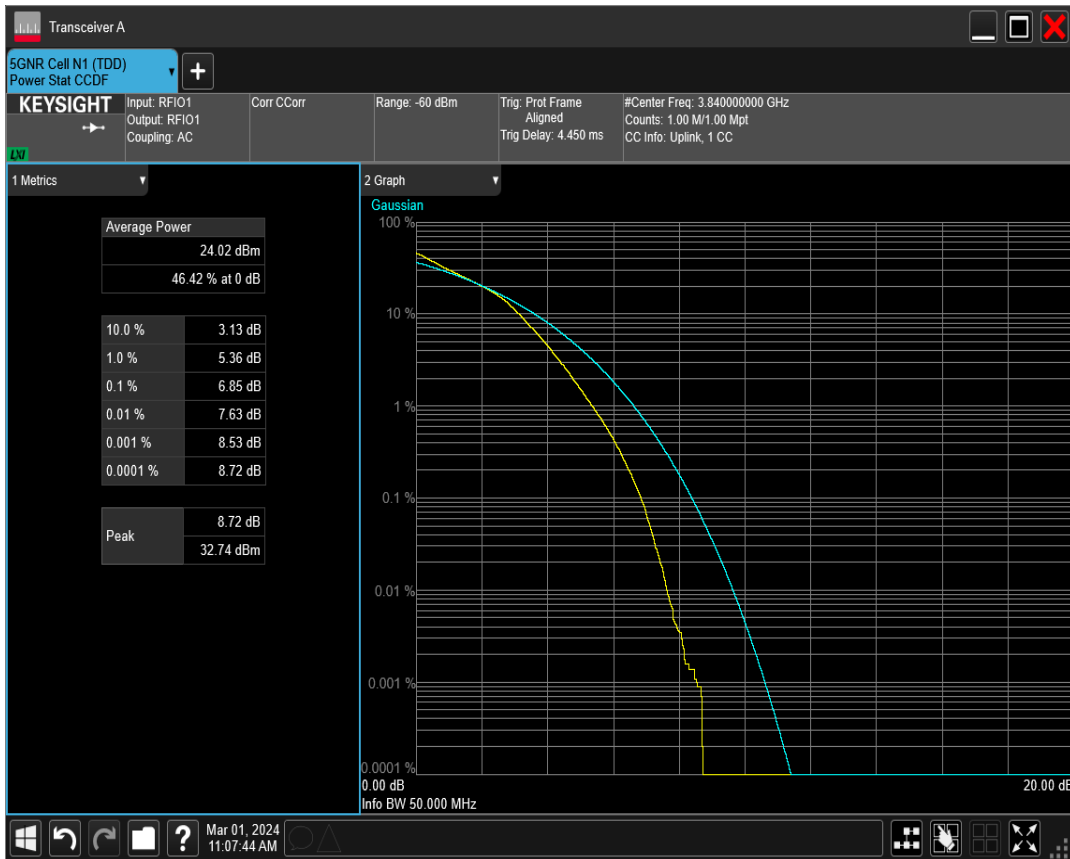 Transceiver A
5GNR Cell N1 (TDD)
Power Stat CCDF
+
KEYSIGHT
LXI
Input: RFIO1
Output: RFIO1
Coupling: AC
Corr CCorr
Range: -60 dBm
Trig: Prot Frame
Aligned
Trig Delay: 4.450 ms
#Center Freq: 3.840000000 GHz
Counts: 1.00 M/1.00 Mpt
CC Info: Uplink, 1 CC
1 Metrics
Average Power
24.02 dBm
46.42 % at 0 dB
10.0 % 3.13 dB
1.0 % 5.36 dB
0.1 % 6.85 dB
0.01 % 7.63 dB
0.001 % 8.53 dB
0.0001 % 8.72 dB
Peak
8.72 dB
32.74 dBm
2 Graph
Gaussian
100 %
10 %
1 %
0.1 %
0.01 %
0.001 %
0.0001 %
0.00 dB
20.00 dB
Info BW 50.000 MHz
?
Mar 01, 2024
11:07:44 AM